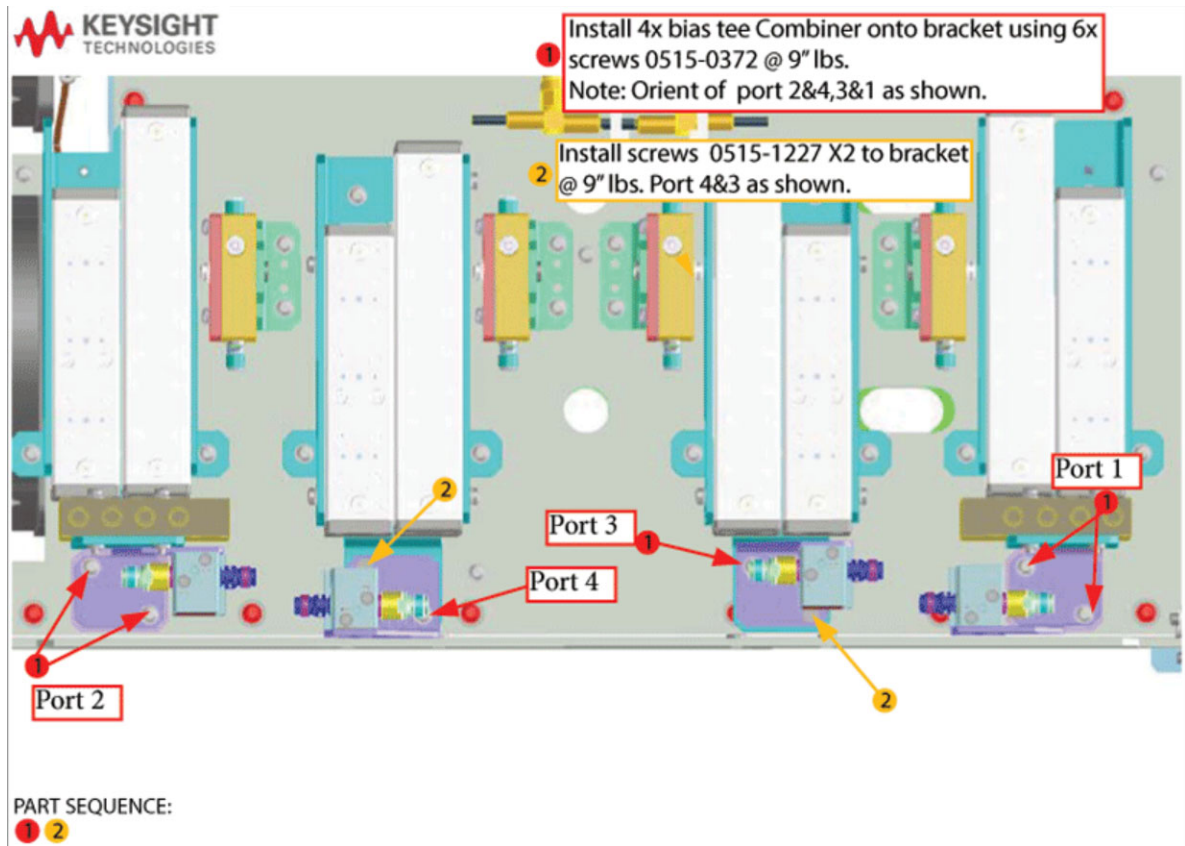 KEYSIGHT
TECHNOLOGIES
1
Install 4x bias tee Combiner onto bracket using 6x
screws 0515-0372 @ 9” lbs.
Note: Orient of port 2&4,3&1 as shown.
2
Install screws 0515-1227 X2 to bracket
@ 9” lbs. Port 4&3 as shown.
Port 1
1
2
Port 3
1
Port 4
1
Port 2
2
PART SEQUENCE:
1 2